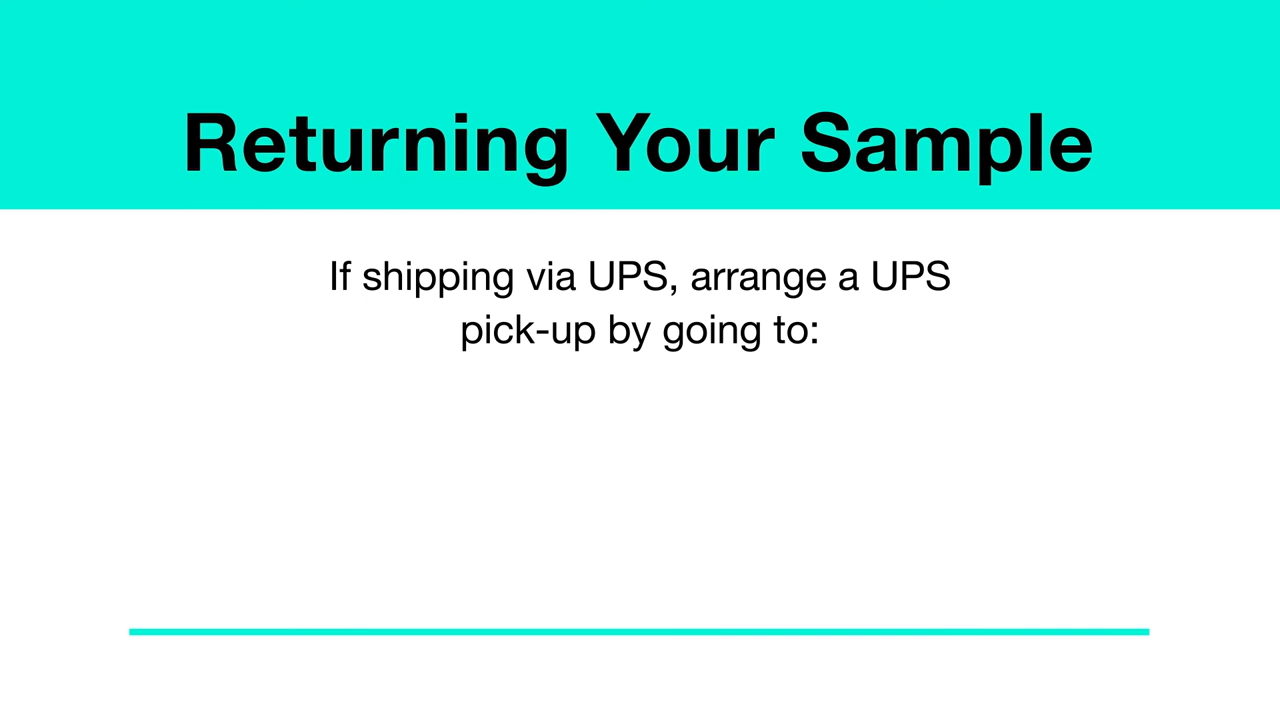 Returning Your Sample
If shipping via UPS, arrange a UPS
pick-up by going to: